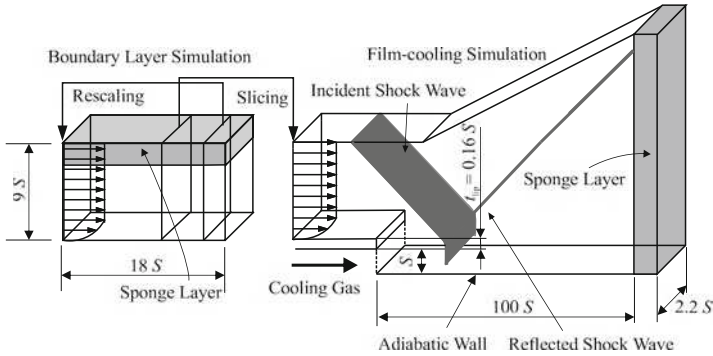 Boundary Layer Simulation
Film-cooling Simulation
Rescaling
Slicing
Incident Shock Wave
9 S
t_lip = 0.16 S
Sponge Layer
18 S
Sponge Layer
S
Cooling Gas
100 S
2.2 S
Adiabatic Wall
Reflected Shock Wave